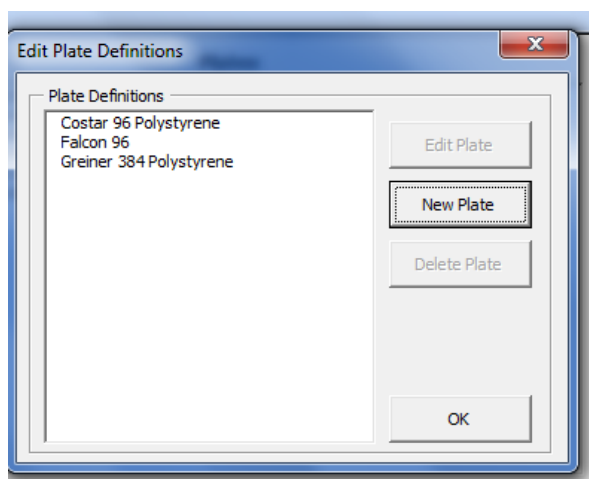 Edit Plate Definitions
Plate Definitions
Costar 96 Polystyrene
Falcon 96
Greiner 384 Polystyrene
Edit Plate
New Plate
Delete Plate
OK